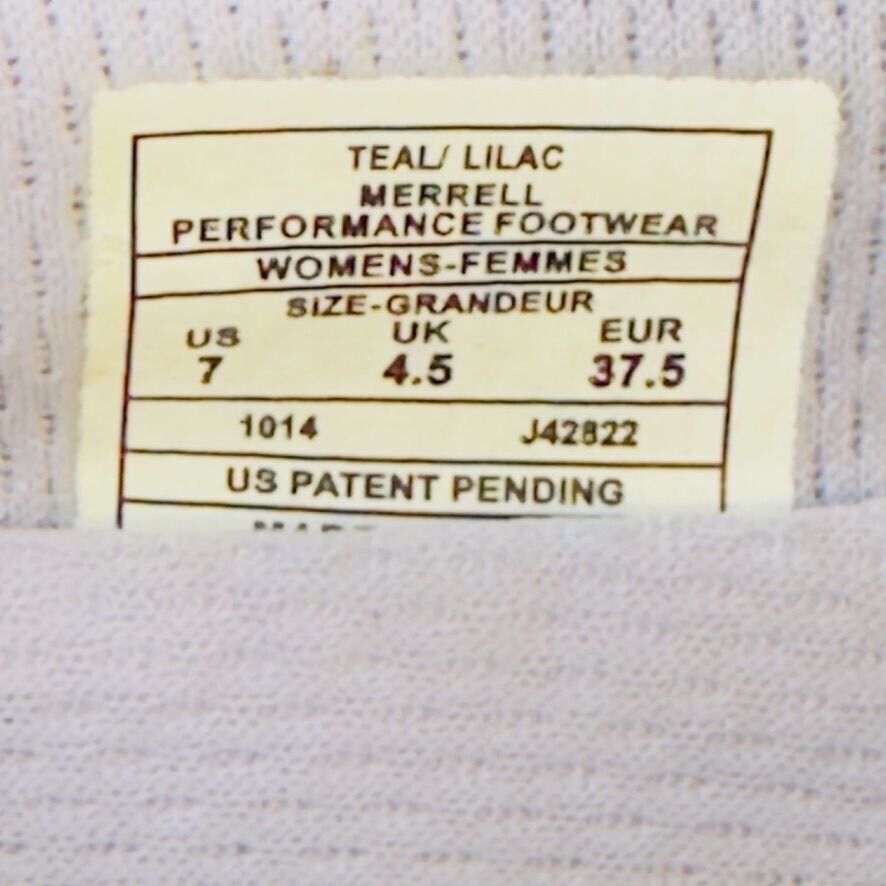 TEAL/ LILAC
MERRELL
PERFORMANCE FOOTWEAR
WOMENS-FEMMES
SIZE-GRANDEUR
US UK EUR
7 4.5 37.5
1014 J42822
US PATENT PENDING